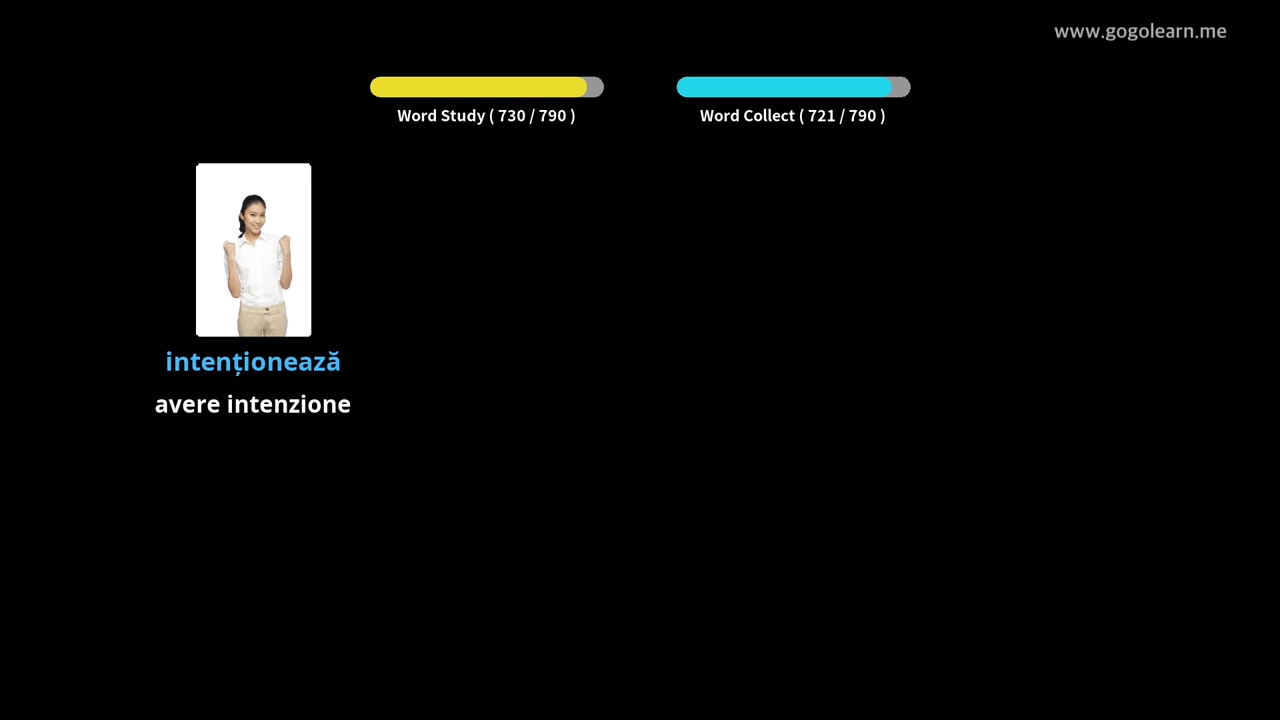 www.gogolearn.me
Word Study ( 730 / 790 )
Word Collect ( 721 / 790 )
intenționează
avere intenzione